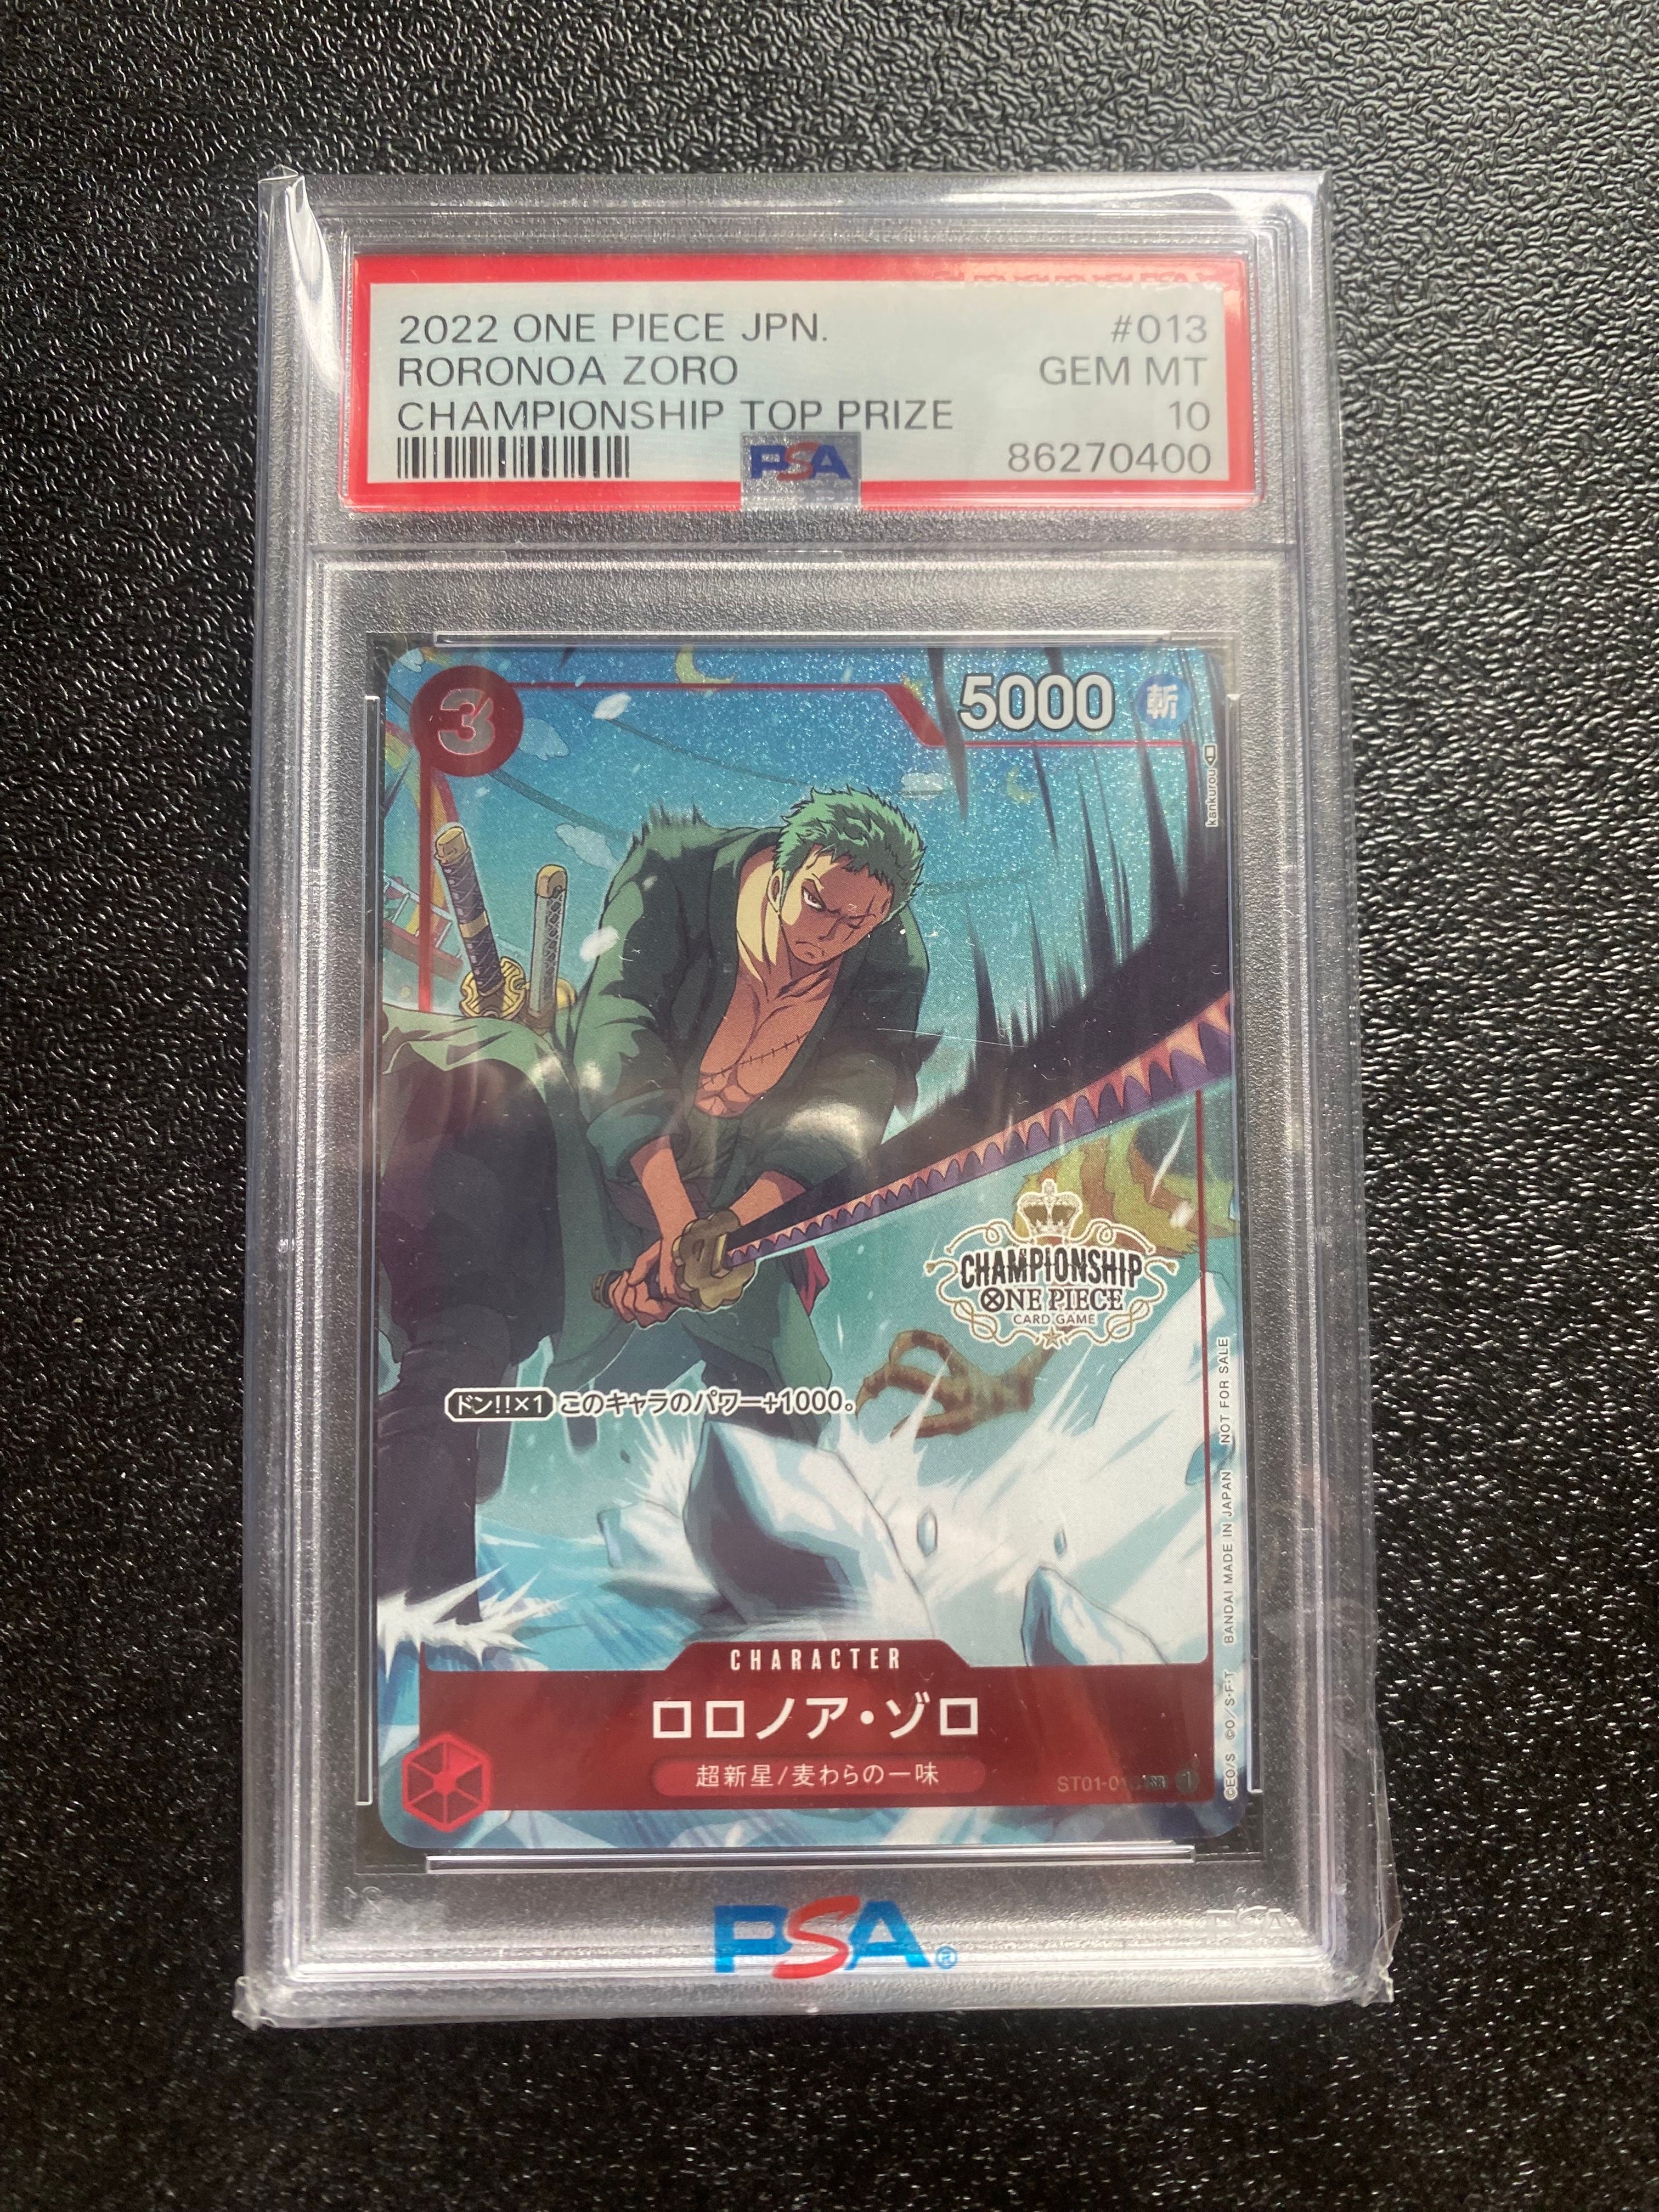 2022 ONE PIECE JPN. #013
RORONOA ZORO GEM MT
CHAMPIONSHIP TOP PRIZE 10
PSA 86270400
3 5000 斬
kankurou
CHAMPIONSHIP
ONE PIECE
CARD GAME
ドン!!×1 このキャラのパワー+1000。
CHARACTER
ロロノア・ゾロ
超新星/麦わらの一味
©EO/S ©O/S・F・T BANDAI MADE IN JAPAN NOT FOR SALE
PSA®